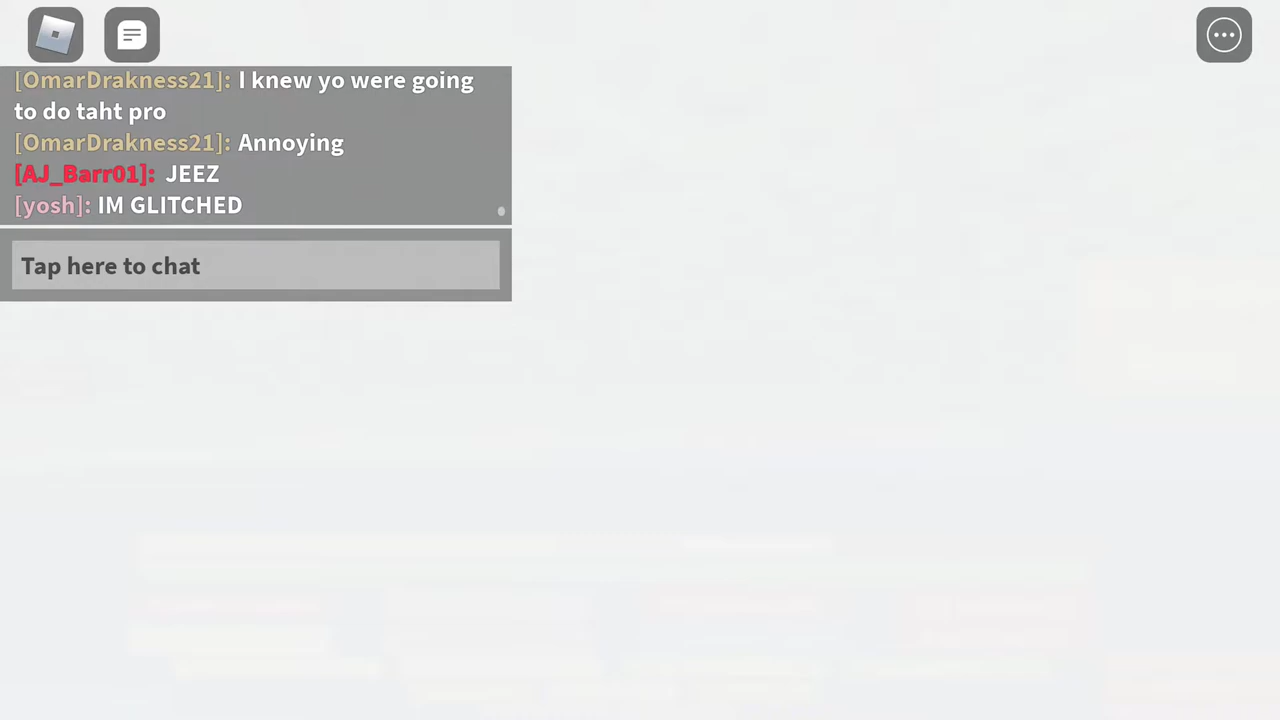 [OmarDrakness21]: I knew yo were going
to do taht pro
[OmarDrakness21]: Annoying
[AJ_Barr01]: JEEZ
[yosh]: IM GLITCHED
Tap here to chat